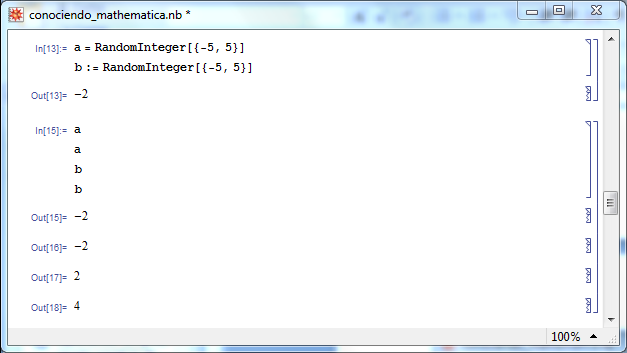 conociendo_mathematica.nb *
In[13]:= a = RandomInteger[{-5, 5}]
b := RandomInteger[{-5, 5}]
Out[13]= -2
In[15]:= a
a
b
b
Out[15]= -2
Out[16]= -2
Out[17]= 2
Out[18]= 4
100%